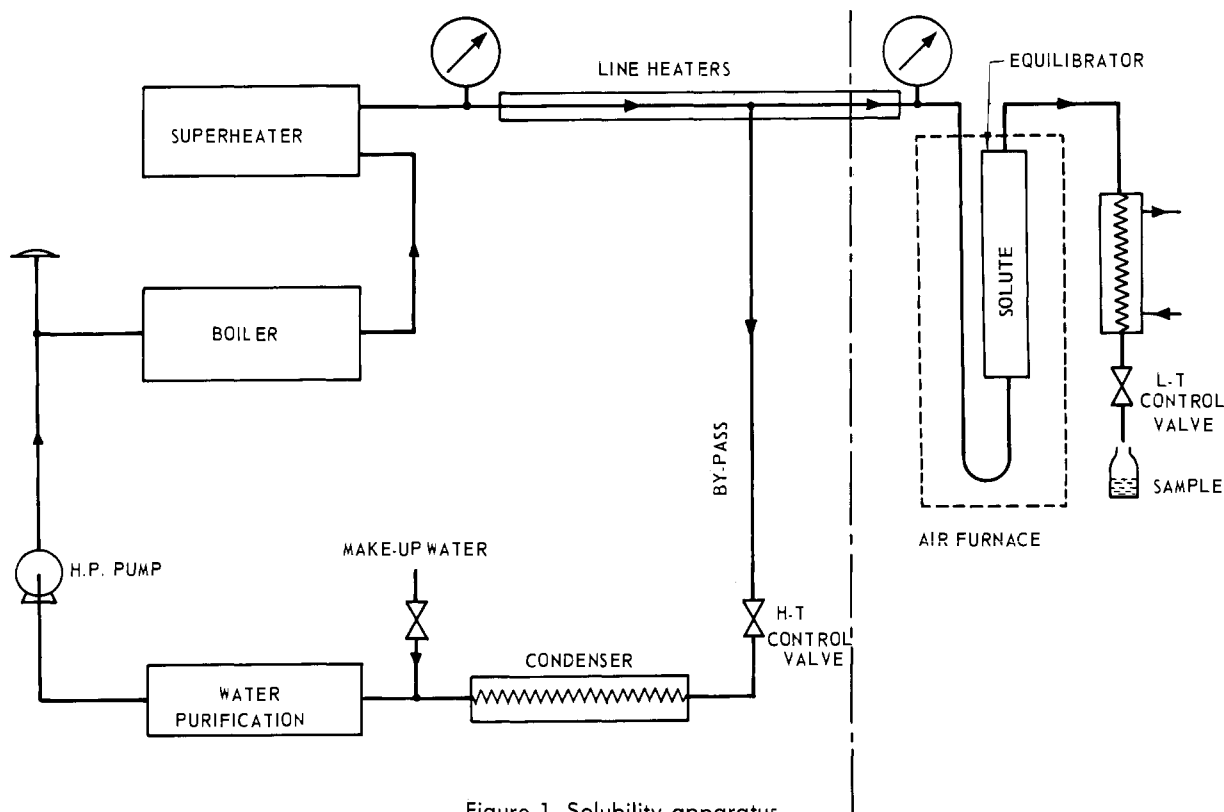 LINE HEATERS
EQUILIBRATOR
SUPERHEATER
SOLUTE
BOILER
L-T
CONTROL
VALVE
BY-PASS
SAMPLE
AIR FURNACE
MAKE-UP WATER
H.P. PUMP
H-T
CONTROL
VALVE
CONDENSER
WATER
PURIFICATION
Figure 1. Solubility apparatus